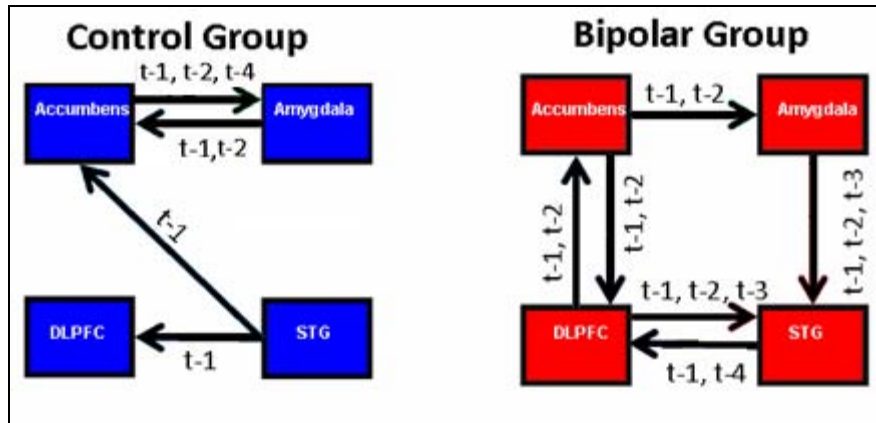 Control Group
t-1, t-2, t-4
Accumbens
Amygdala
t-1,t-2
t-1
DLPFC
STG
t-1
Bipolar Group
Accumbens
t-1, t-2
Amygdala
t-1, t-2
t-1, t-2
t-1, t-2, t-3
t-1, t-2, t-3
DLPFC
STG
t-1, t-4